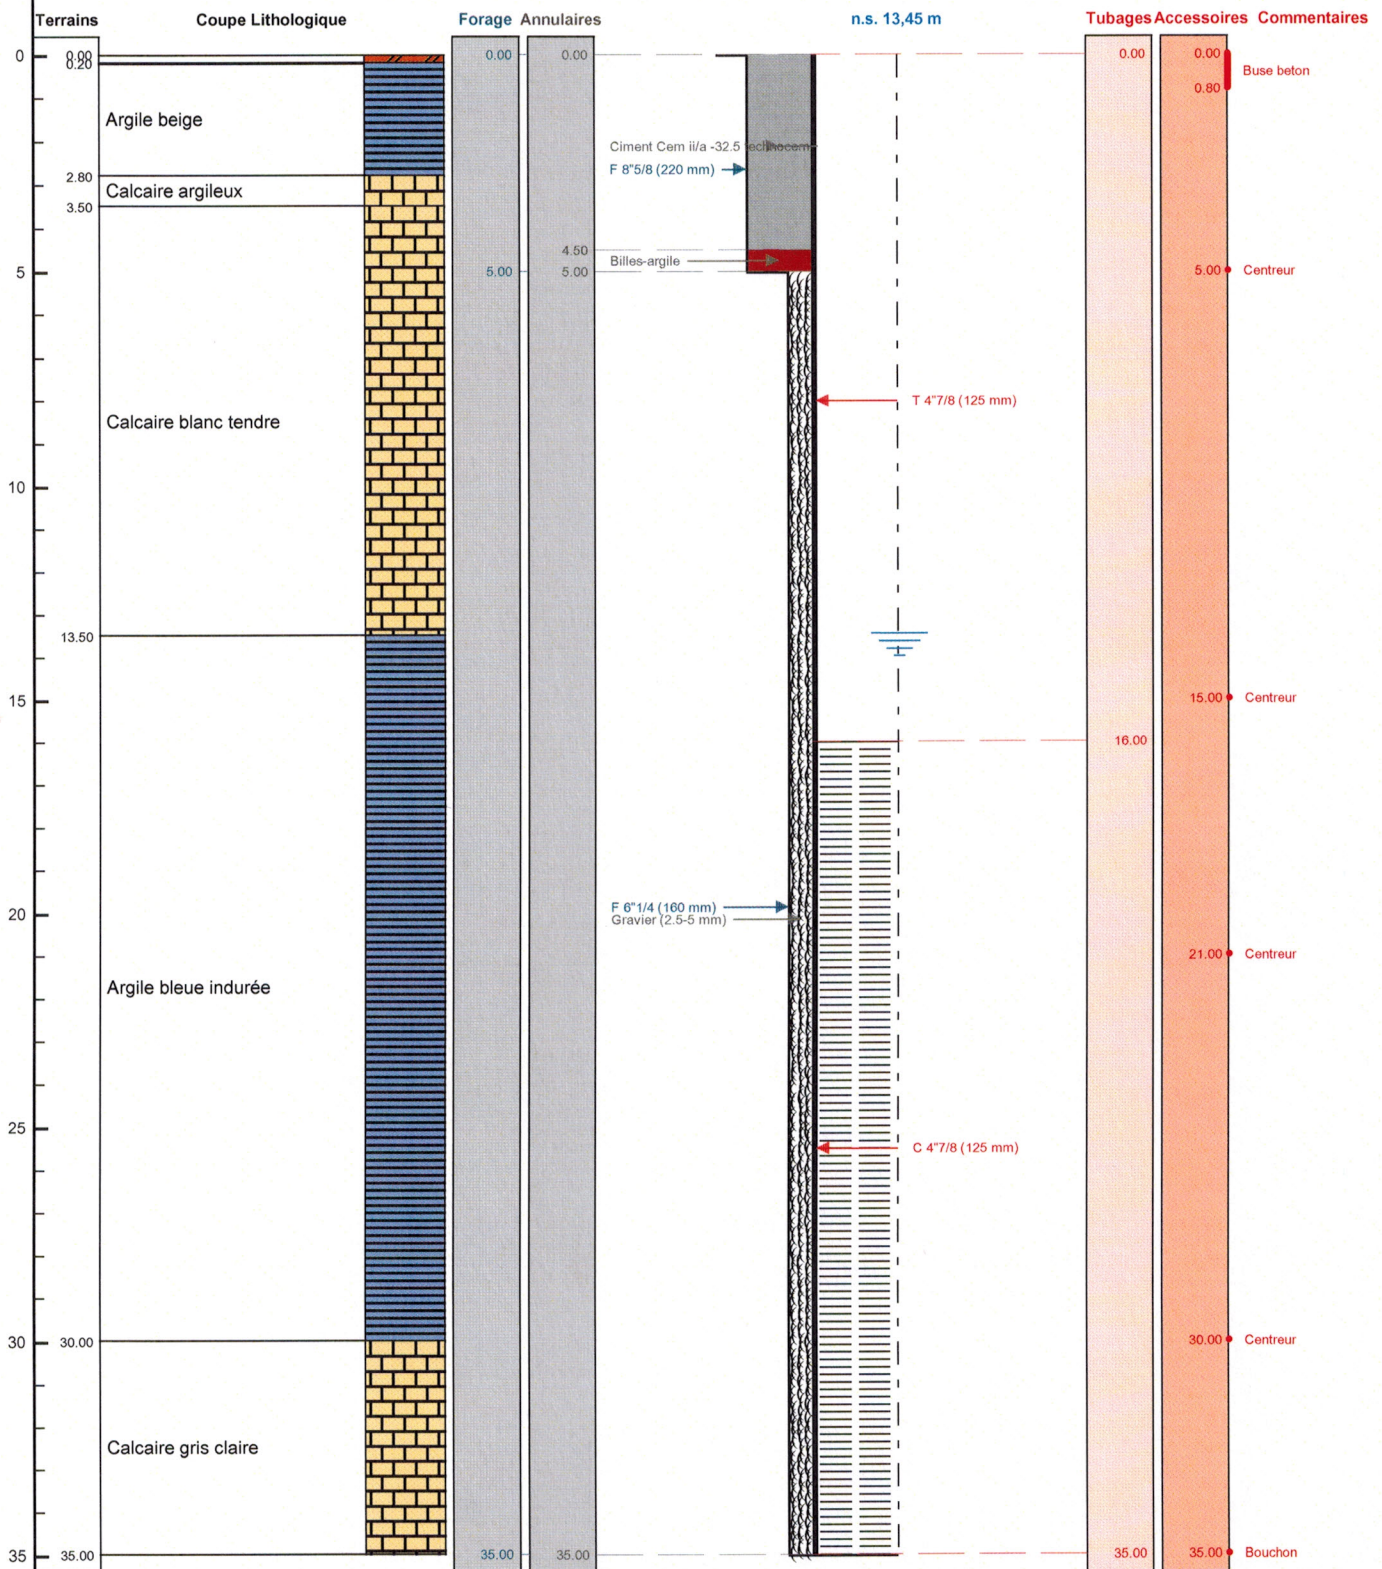 Terrains Coupe Lithologique Forage Annulaires n.s. 13,45 m Tubages Accessoires Commentaires
0 0.00 0.00 0.00 0.00 0.00
0.20
Buse beton
0.80
Argile beige
Ciment Cem ii/a -32.5 technocem
F 8"5/8 (220 mm)
2.80
Calcaire argileux
3.50
4.50
Billes-argile
5 5.00 5.00 5.00 Centreur
T 4"7/8 (125 mm)
Calcaire blanc tendre
10
13.50
15 15.00 Centreur
16.00
F 6"1/4 (160 mm)
20 Gravier (2.5-5 mm)
21.00 Centreur
Argile bleue indurée
25
C 4"7/8 (125 mm)
30 30.00 30.00 Centreur
Calcaire gris claire
35 35.00 35.00 35.00 35.00 35.00 Bouchon